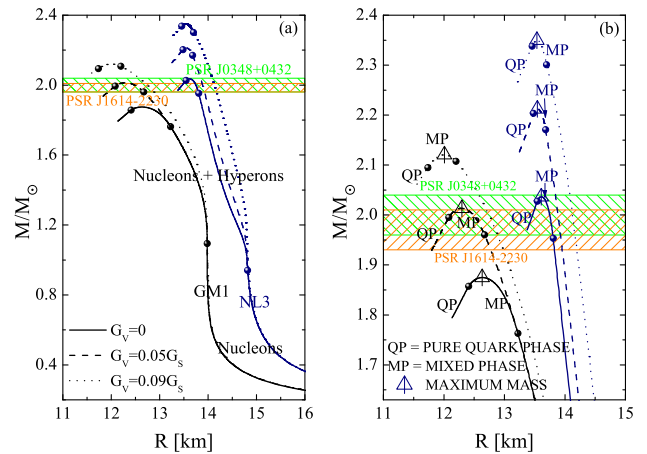 (a)
PSR J0348+0432
PSR J1614-2230
Nucleons + Hyperons
GM1
NL3
Nucleons
G_V=0
G_V=0.05G_S
G_V=0.09G_S
M/M⊙
2.4
2.0
1.6
1.2
0.8
0.4
11 12 13 14 15 16
R [km]
(b)
QP MP
MP
QP
MP
QP MP
QP
PSR J0348+0432
QP MP
PSR J1614-2230
QP MP
QP = PURE QUARK PHASE
MP = MIXED PHASE
MAXIMUM MASS
M/M⊙
2.3
2.2
2.1
2.0
1.9
1.8
1.7
11 12 13 14 15
R [km]